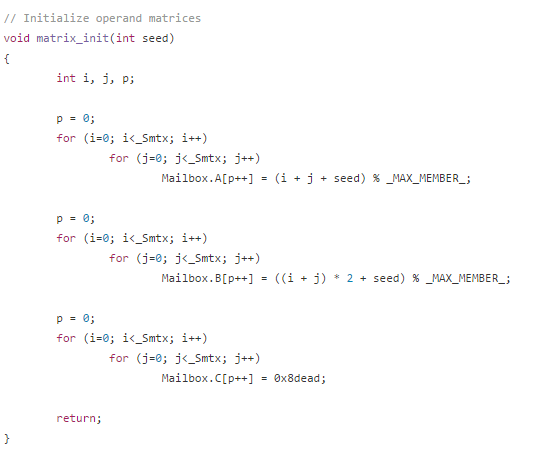 // Initialize operand matrices
void matrix_init(int seed)
{
int i, j, p;
p = 0;
for (i=0; i<_Smtx; i++)
for (j=0; j<_Smtx; j++)
Mailbox.A[p++] = (i + j + seed) % _MAX_MEMBER_;
p = 0;
for (i=0; i<_Smtx; i++)
for (j=0; j<_Smtx; j++)
Mailbox.B[p++] = ((i + j) * 2 + seed) % _MAX_MEMBER_;
p = 0;
for (i=0; i<_Smtx; i++)
for (j=0; j<_Smtx; j++)
Mailbox.C[p++] = 0x8dead;
return;
}